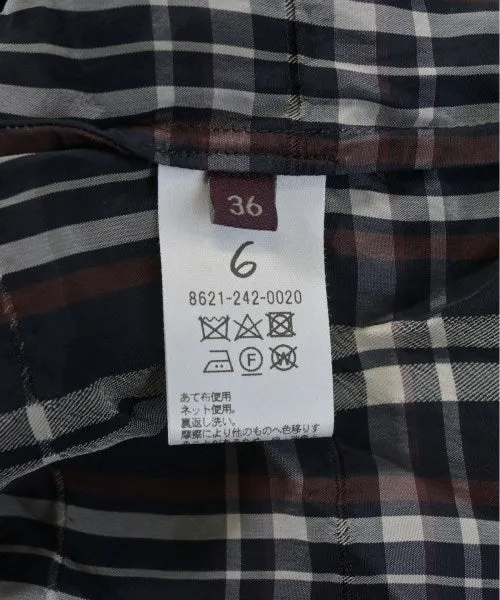 36
6
8621-242-0020
F
W
あて布使用
ネット使用。
裏返し洗い。
摩擦により他のものへ色移りす